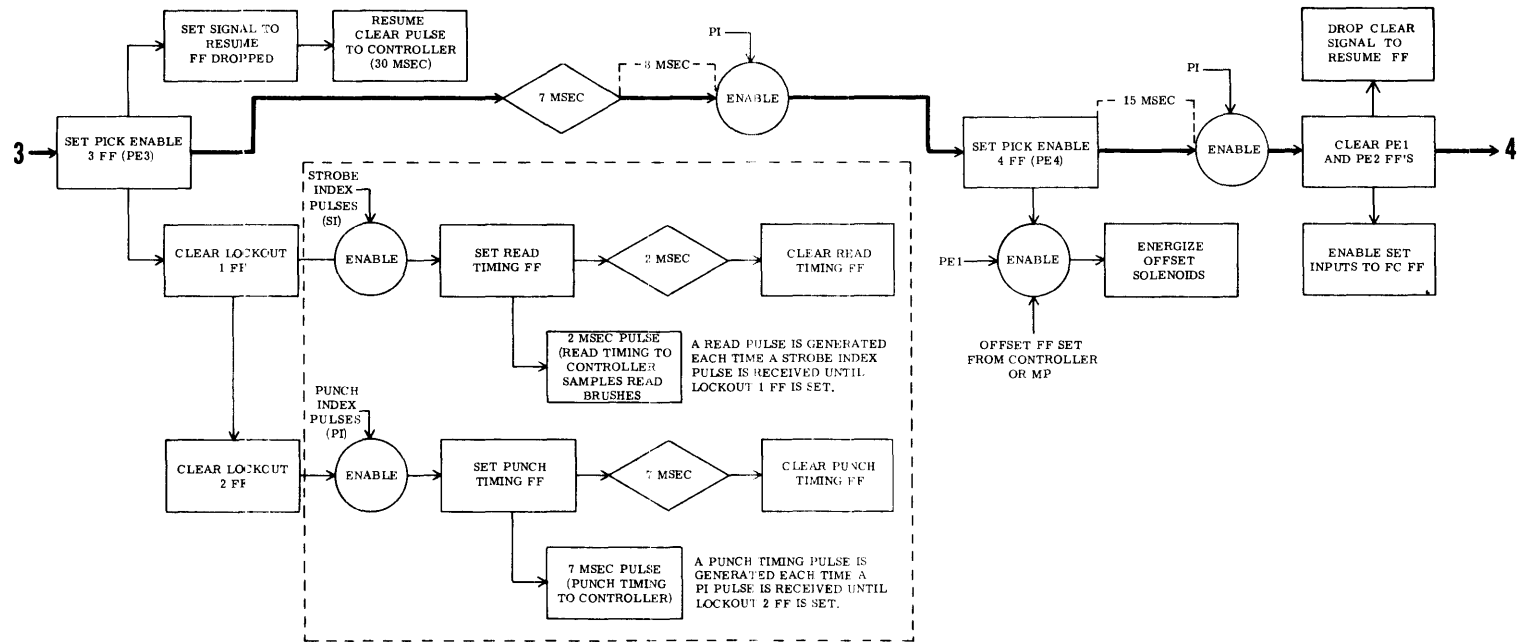 SET SIGNAL TO
RESUME
FF DROPPED
RESUME
CLEAR PULSE
TO CONTROLLER
(30 MSEC)
3
SET PICK ENABLE
3 FF (PE3)
7 MSEC
8 MSEC
PI
ENABLE
SET PICK ENABLE
4 FF (PE4)
15 MSEC
PI
ENABLE
DROP CLEAR
SIGNAL TO
RESUME FF
CLEAR PE1
AND PE2 FF'S
4
ENABLE SET
INPUTS TO FC FF
PE1
ENABLE
ENERGIZE
OFFSET
SOLENOIDS
OFFSET FF SET
FROM CONTROLLER
OR MP
CLEAR LOCKOUT
1 FF
STROBE
INDEX
PULSES
(SI)
ENABLE
SET READ
TIMING FF
2 MSEC
CLEAR READ
TIMING FF
2 MSEC PULSE
(READ TIMING TO
CONTROLLER
SAMPLES READ
BRUSHES
A READ PULSE IS GENERATED
EACH TIME A STROBE INDEX
PULSE IS RECEIVED UNTIL
LOCKOUT 1 FF IS SET.
CLEAR LOCKOUT
2 FF
PUNCH
INDEX
PULSES
(PI)
ENABLE
SET PUNCH
TIMING FF
7 MSEC
CLEAR PUNCH
TIMING FF
7 MSEC PULSE
(PUNCH TIMING
TO CONTROLLER)
A PUNCH TIMING PULSE IS
GENERATED EACH TIME A
PI PULSE IS RECEIVED UNTIL
LOCKOUT 2 FF IS SET.